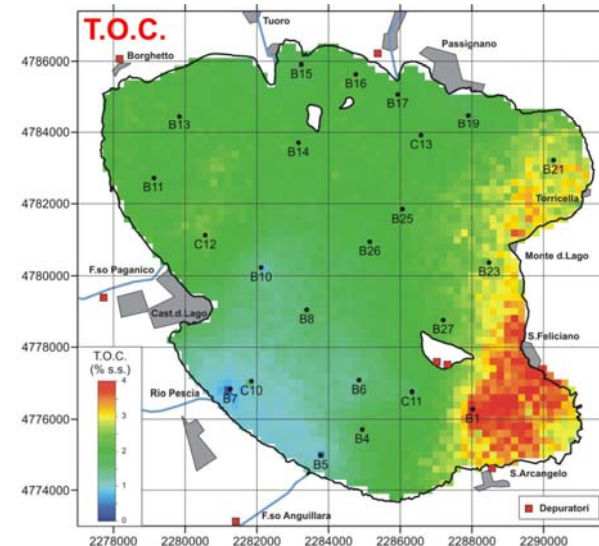 T.O.C.
Tuoro
Passignano
Borghetto
4786000
B15
B16
B17
B13
B19
4784000
B14
C13
B21
B11
Torricella
4782000
B25
C12
B26
Monte d.Lago
B10
B23
4780000
F.so Paganico
Cast.d.Lago
B8
B27
S.Feliciano
4778000
T.O.C.
(% s.s.)
4
3
2
1
0
Rio Pescia
B7
C10
B6
C11
B1
4776000
B4
B5
S.Arcangelo
4774000
F.so Anguillara
Depuratori
2278000 2280000 2282000 2284000 2286000 2288000 2290000